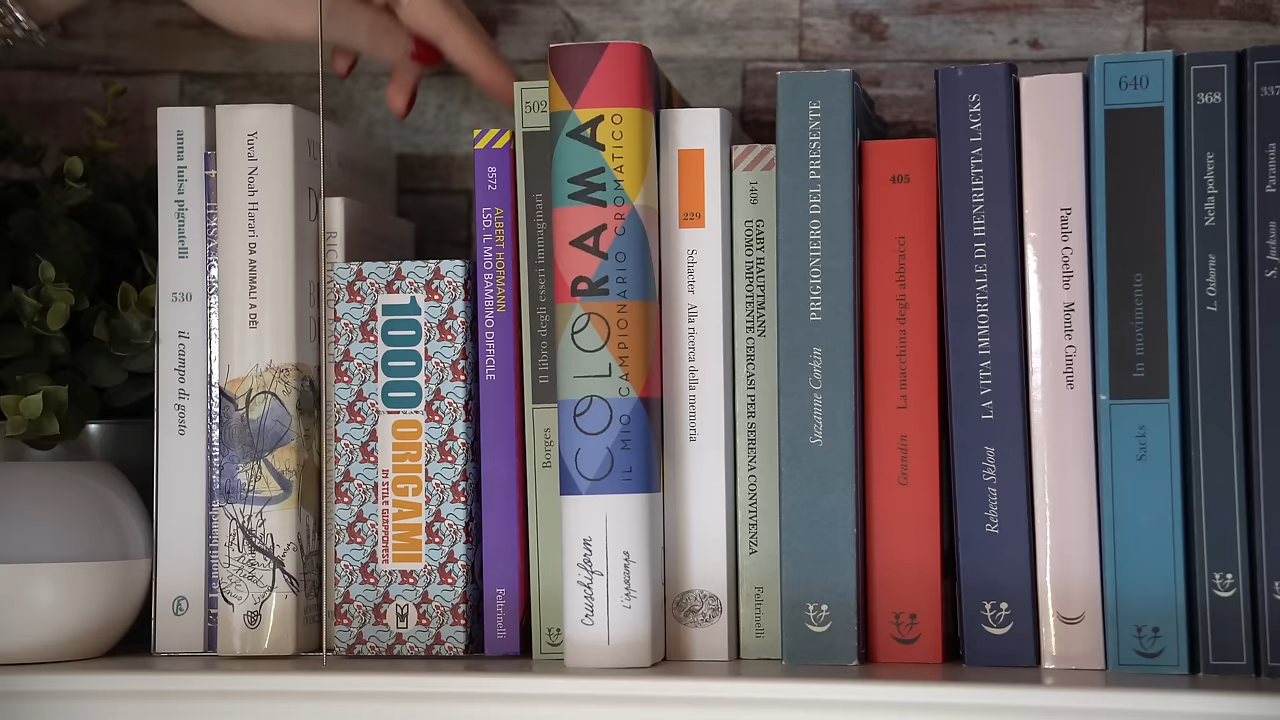 anna luisa pignatelli
530
il campo di gosto
Yuval Noah Harari DA ANIMALI A DÈI
1000 ORIGAMI
IN STILE GIAPPONESE
8572
ALBERT HOFMANN
LSD. IL MIO BAMBINO DIFFICILE
Feltrinelli
502
Il libro degli esseri immaginari
Borges
COLORAMA
IL MIO CAMPIONARIO CROMATICO
Cruschiform
L'ippocampo
229
Schacter Alla ricerca della memoria
1409
GABY HAUPTMANN
UOMO IMPOTENTE CERCASI PER SERENA CONVIVENZA
Feltrinelli
Suzanne Corkin PRIGIONIERO DEL PRESENTE
405
Grandin La macchina degli abbracci
Rebecca Skloot LA VITA IMMORTALE DI HENRIETTA LACKS
Paulo Coelho Monte Cinque
640
In movimento
Sacks
368
L. Osborne Nella polvere
337
S. Jackson Paranoia